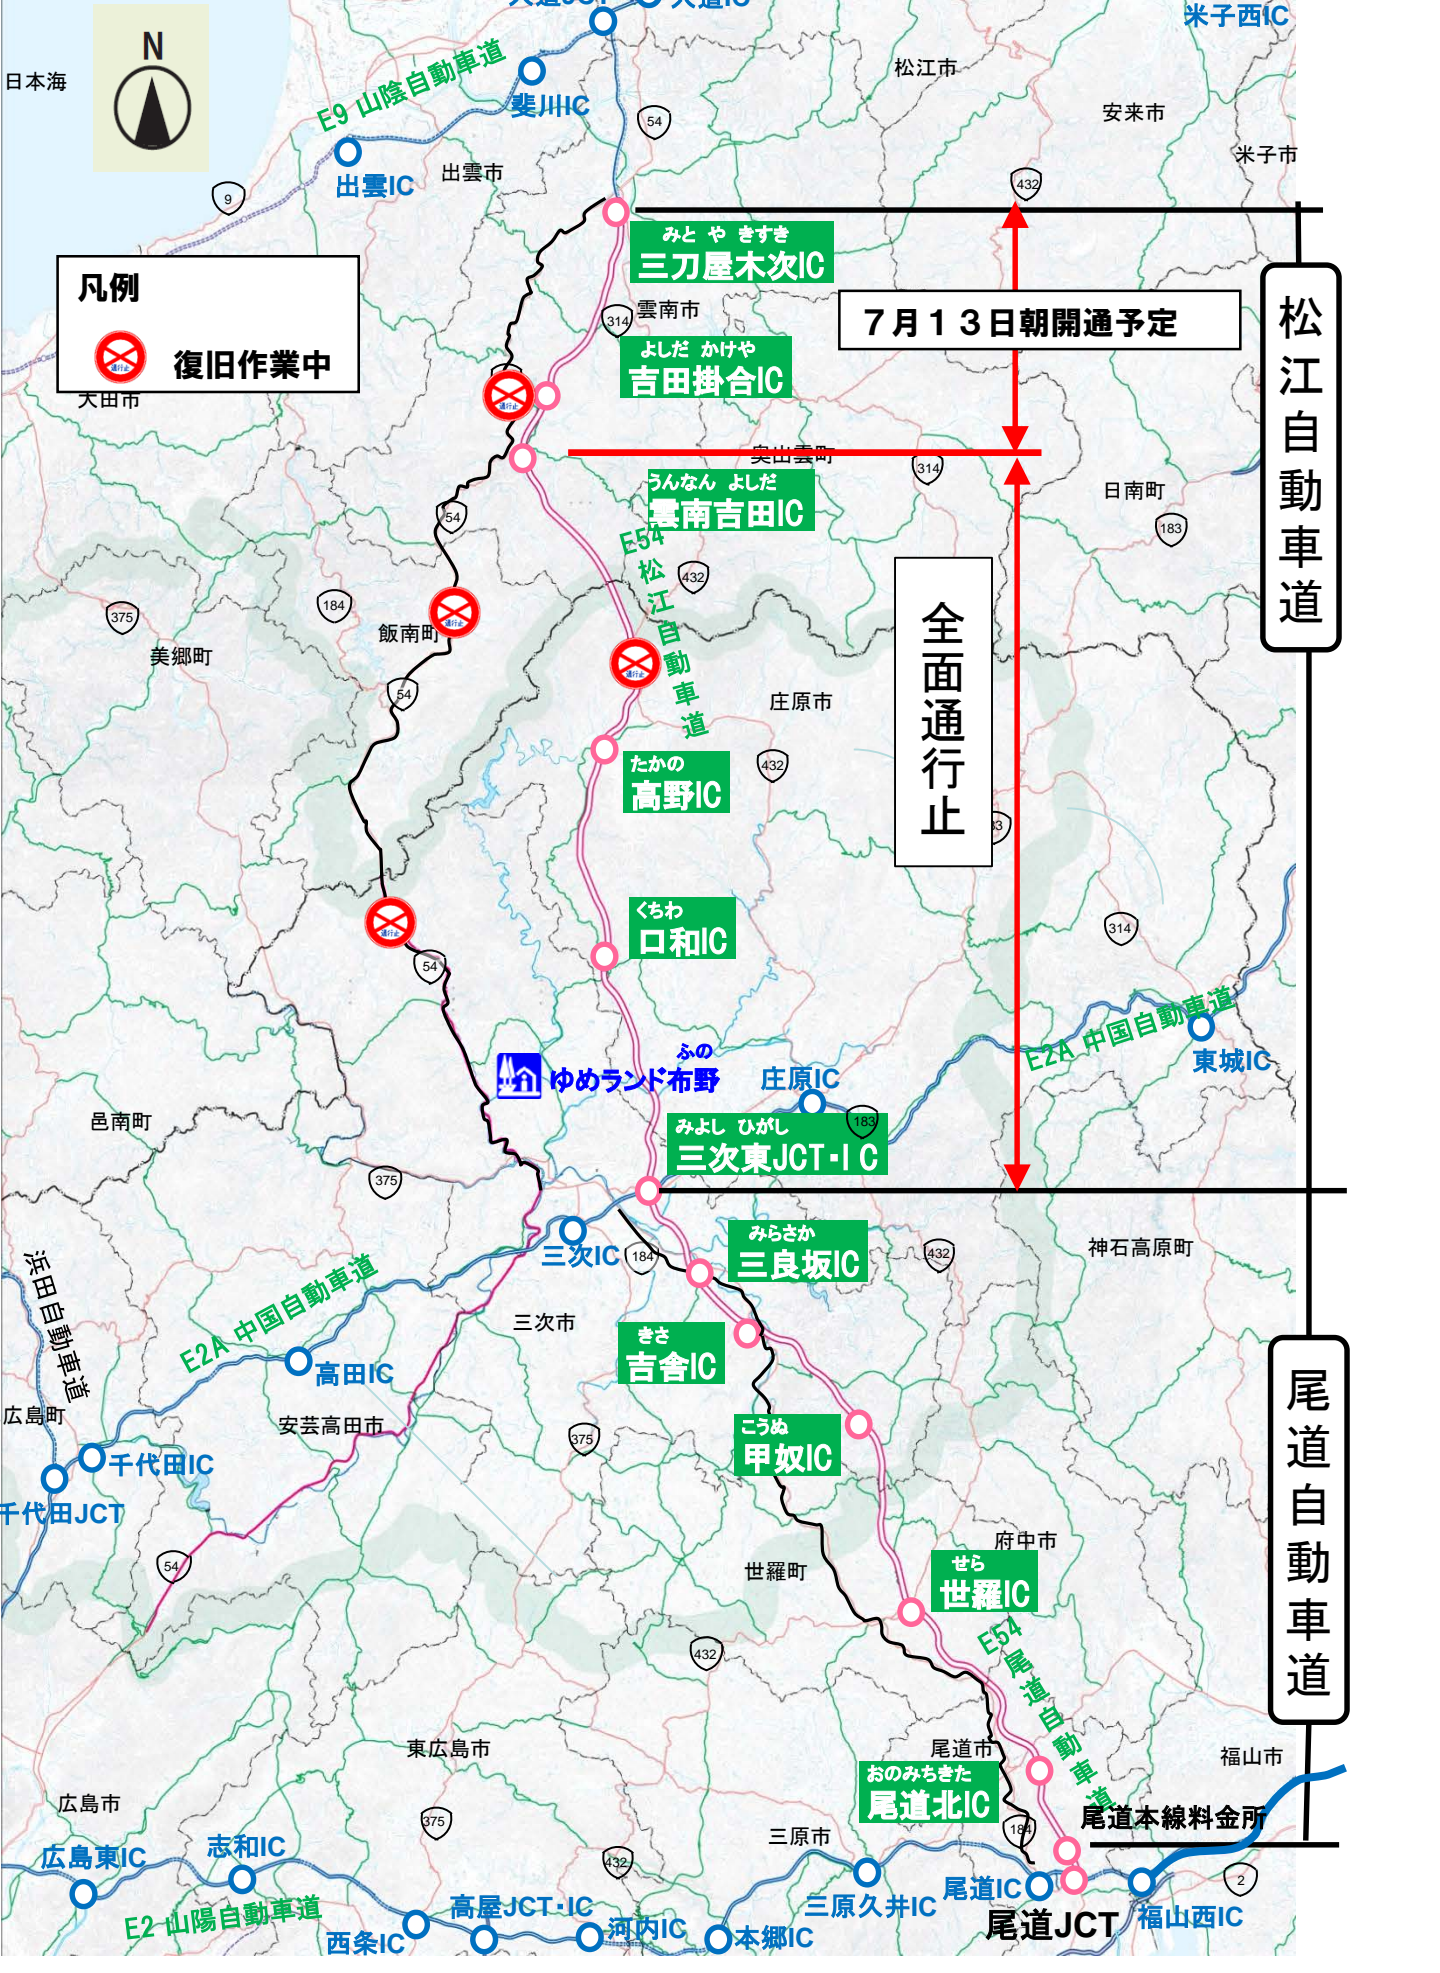 米子西IC
N
日本海
E9 山陰自動車道
斐川IC
松江市
安来市
54
米子市
出雲市
出雲IC
432
9
みと や きすき
三刀屋木次IC
凡例
復旧作業中
通行止
314
雲南市
7月13日朝開通予定
松江自動車道
よしだ かけや
吉田掛合IC
大田市
通行止
奥出雲町
314
うんなん よしだ
雲南吉田IC
日南町
54
183
E54 松江自動車道
432
全面通行止
375
184
飯南町
通行止
美郷町
通行止
54
庄原市
たかの
高野IC
432
くちわ
口和IC
通行止
54
314
E2A 中国自動車道
東城IC
ふの
ゆめランド布野
庄原IC
183
みよし ひがし
三次東JCT・IC
邑南町
375
三次IC
184
みらさか
三良坂IC
432
神石高原町
浜田自動車道
E2A 中国自動車道
三次市
きさ
吉舎IC
高田IC
尾道自動車道
広島町
安芸高田市
375
こうぬ
甲奴IC
千代田IC
千代田JCT
54
府中市
世羅町
せら
世羅IC
432
E54 尾道自動車道
東広島市
尾道市
福山市
おのみちきた
尾道北IC
広島市
375
三原市
184
尾道本線料金所
広島東IC
志和IC
432
2
三原久井IC
尾道IC
尾道JCT
福山西IC
E2 山陽自動車道
西条IC
高屋JCT・IC
河内IC
本郷IC